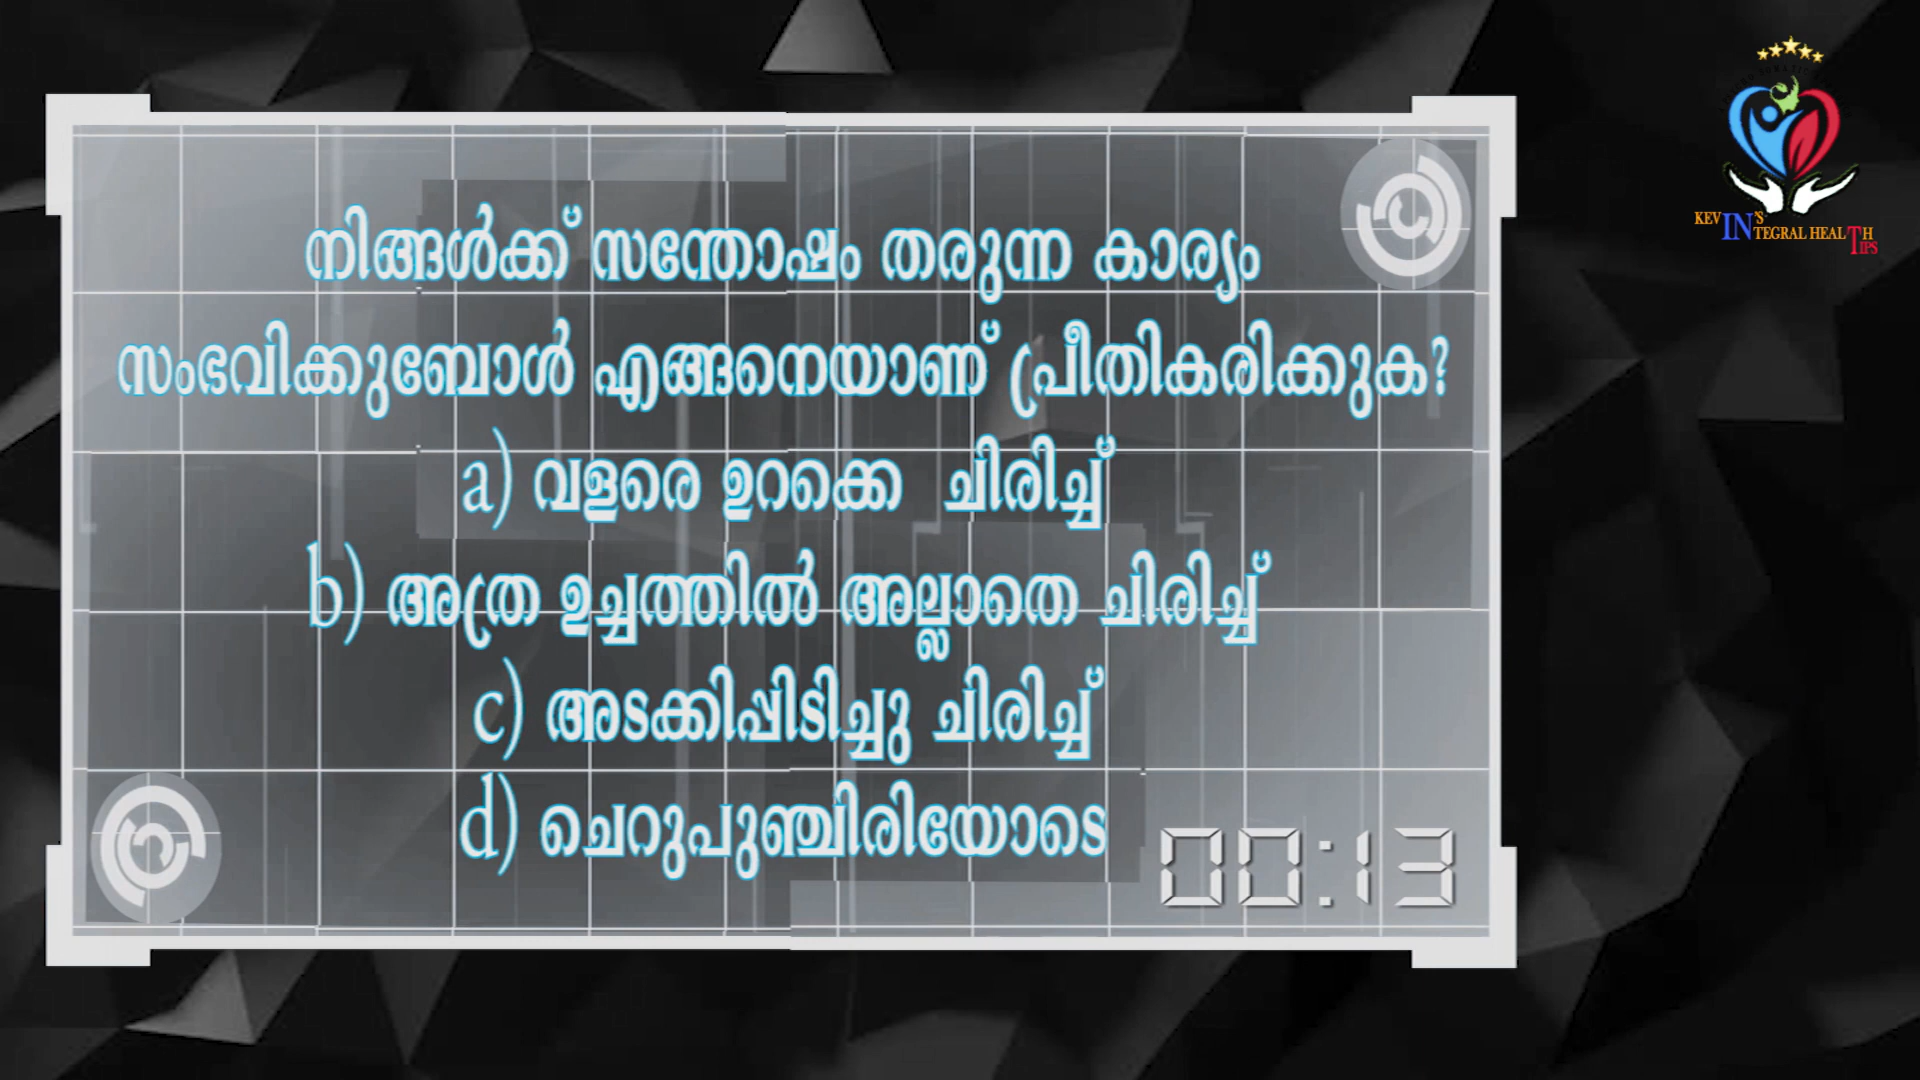 നിങ്ങൾക്ക് സന്തോഷം തരുന്ന കാര്യം
സംഭവിക്കുബോൾ എങ്ങനെയാണ് പ്രീതികരിക്കുക?
a) വളരെ ഉറക്കെ ചിരിച്ച്
b) അത്ര ഉച്ചത്തിൽ അല്ലാതെ ചിരിച്ച്
c) അടക്കിപ്പിടിച്ചു ചിരിച്ച്
d) ചെറുപുഞ്ചിരിയോടെ
00:13
KEVIN'S
INTEGRAL HEALTH
TIPS